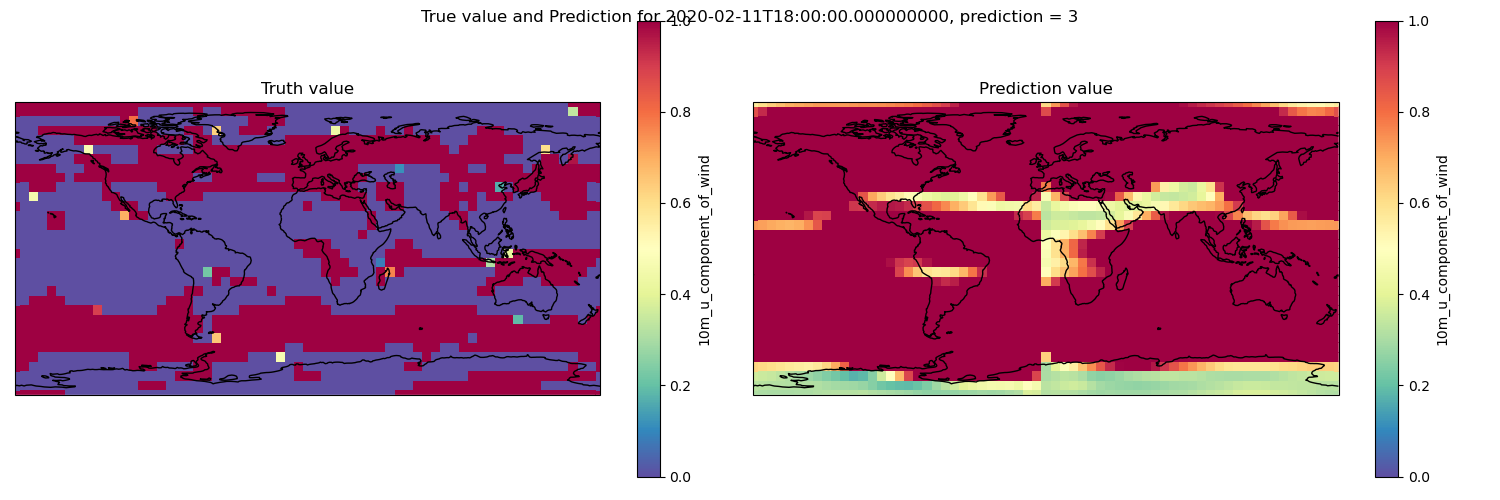 True value and Prediction for 2020-02-11T18:00:00.000000000, prediction = 3
Truth value
Prediction value
1.0
0.8
0.6
0.4
0.2
0.0
10m_u_component_of_wind
1.0
0.8
0.6
0.4
0.2
0.0
10m_u_component_of_wind